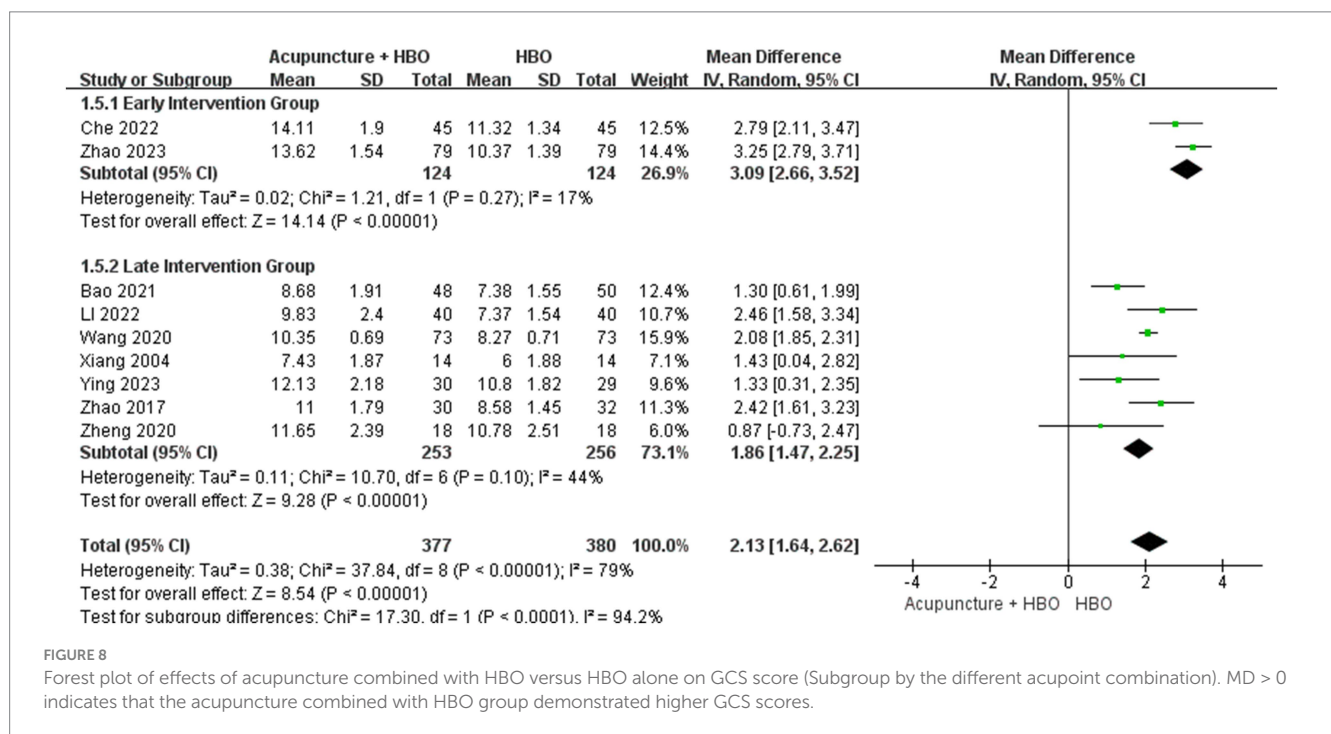 Acupuncture + HBO HBO Mean Difference Mean Difference
Study or Subgroup Mean SD Total Mean SD Total Weight IV, Random, 95% CI IV, Random, 95% CI
1.5.1 Early Intervention Group
Che 2022 14.11 1.9 45 11.32 1.34 45 12.5% 2.79 [2.11, 3.47]
Zhao 2023 13.62 1.54 79 10.37 1.39 79 14.4% 3.25 [2.79, 3.71]
Subtotal (95% CI) 124 124 26.9% 3.09 [2.66, 3.52]
Heterogeneity: Tau² = 0.02; Chi² = 1.21, df = 1 (P = 0.27); I² = 17%
Test for overall effect: Z = 14.14 (P < 0.00001)
1.5.2 Late Intervention Group
Bao 2021 8.68 1.91 48 7.38 1.55 50 12.4% 1.30 [0.61, 1.99]
LI 2022 9.83 2.4 40 7.37 1.54 40 10.7% 2.46 [1.58, 3.34]
Wang 2020 10.35 0.69 73 8.27 0.71 73 15.9% 2.08 [1.85, 2.31]
Xiang 2004 7.43 1.87 14 6 1.88 14 7.1% 1.43 [0.04, 2.82]
Ying 2023 12.13 2.18 30 10.8 1.82 29 9.6% 1.33 [0.31, 2.35]
Zhao 2017 11 1.79 30 8.58 1.45 32 11.3% 2.42 [1.61, 3.23]
Zheng 2020 11.65 2.39 18 10.78 2.51 18 6.0% 0.87 [-0.73, 2.47]
Subtotal (95% CI) 253 256 73.1% 1.86 [1.47, 2.25]
Heterogeneity: Tau² = 0.11; Chi² = 10.70, df = 6 (P = 0.10); I² = 44%
Test for overall effect: Z = 9.28 (P < 0.00001)
Total (95% CI) 377 380 100.0% 2.13 [1.64, 2.62]
Heterogeneity: Tau² = 0.38; Chi² = 37.84, df = 8 (P < 0.00001); I² = 79%
Test for overall effect: Z = 8.54 (P < 0.00001)
Test for subgroup differences: Chi² = 17.30, df = 1 (P < 0.0001), I² = 94.2%
-4 -2 0 2 4
Acupuncture + HBO HBO
FIGURE 8
Forest plot of effects of acupuncture combined with HBO versus HBO alone on GCS score (Subgroup by the different acupoint combination). MD > 0
indicates that the acupuncture combined with HBO group demonstrated higher GCS scores.